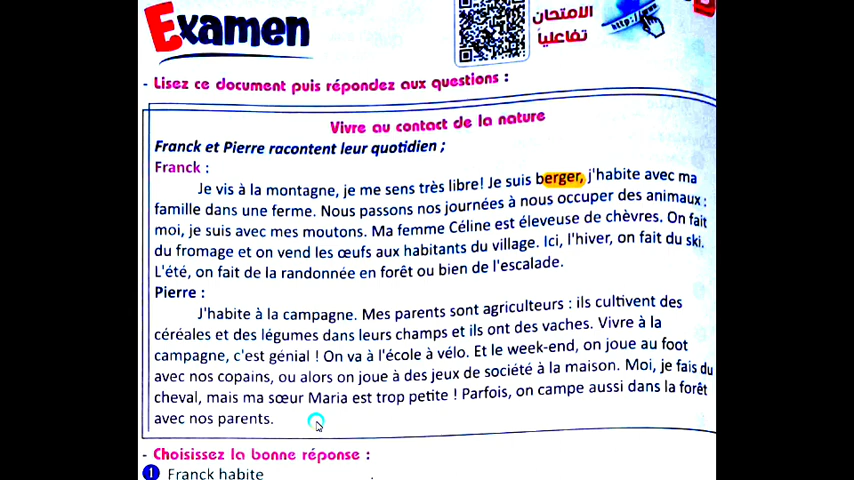 Examen
الامتحان
تفاعلياً
http://www
- Lisez ce document puis répondez aux questions :
Vivre au contact de la nature
Franck et Pierre racontent leur quotidien ;
Franck :
Je vis à la montagne, je me sens très libre! Je suis berger, j'habite avec ma
famille dans une ferme. Nous passons nos journées à nous occuper des animaux :
moi, je suis avec mes moutons. Ma femme Céline est éleveuse de chèvres. On fait
du fromage et on vend les œufs aux habitants du village. Ici, l'hiver, on fait du ski.
L'été, on fait de la randonnée en forêt ou bien de l'escalade.
Pierre :
J'habite à la campagne. Mes parents sont agriculteurs : ils cultivent des
céréales et des légumes dans leurs champs et ils ont des vaches. Vivre à la
campagne, c'est génial ! On va à l'école à vélo. Et le week-end, on joue au foot
avec nos copains, ou alors on joue à des jeux de société à la maison. Moi, je fais du
cheval, mais ma sœur Maria est trop petite ! Parfois, on campe aussi dans la forêt
avec nos parents.
- Choisissez la bonne réponse :
1 Franck habite .